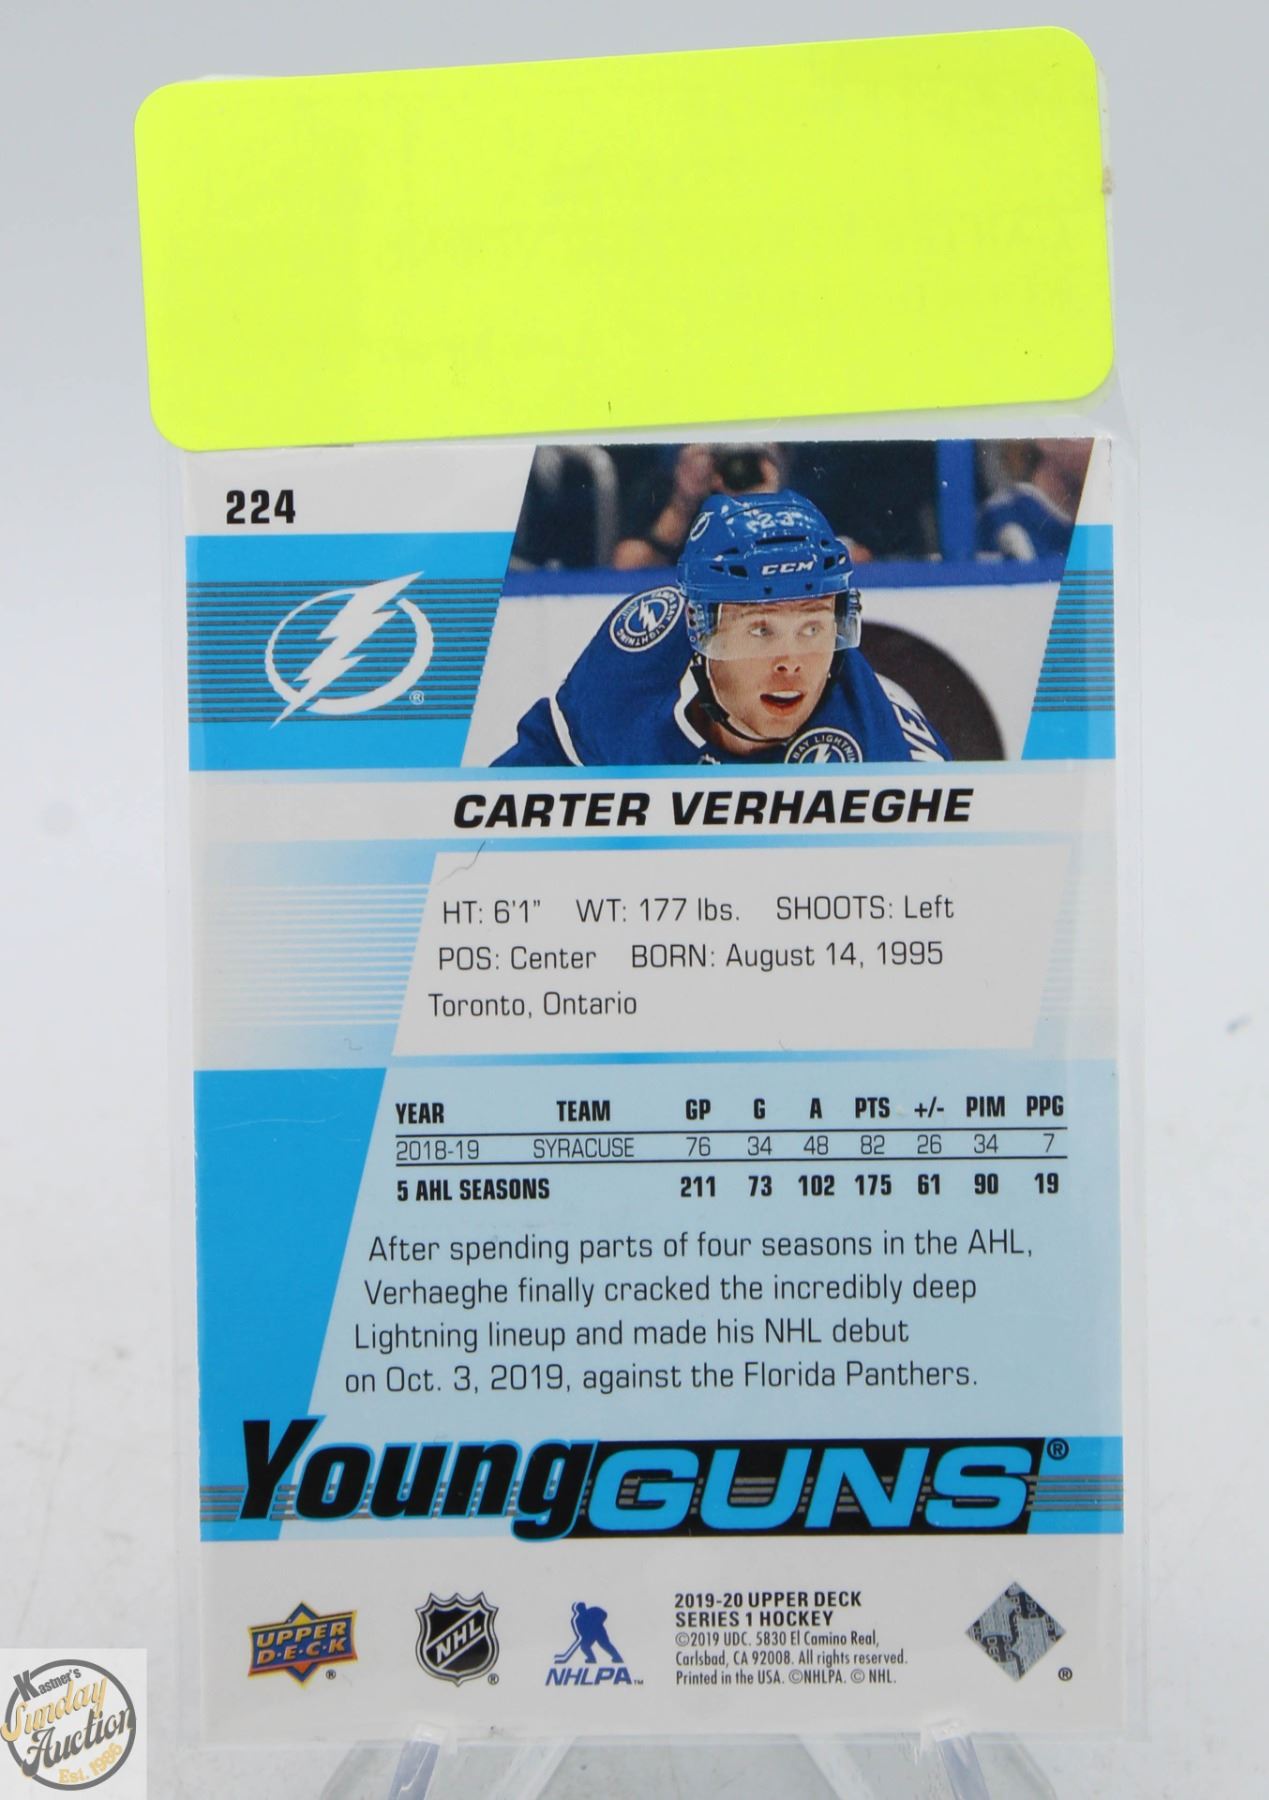 224
23
CCM
CARTER VERHAEGHE
HT: 6'1" WT: 177 lbs. SHOOTS: Left
POS: Center BORN: August 14, 1995
Toronto, Ontario
YEAR TEAM GP G A PTS +/- PIM PPG
2018-19 SYRACUSE 76 34 48 82 26 34 7
5 AHL SEASONS 211 73 102 175 61 90 19
After spending parts of four seasons in the AHL,
Verhaeghe finally cracked the incredibly deep
Lightning lineup and made his NHL debut
on Oct. 3, 2019, against the Florida Panthers.
Young GUNS®
UPPER
D·E·C·K
®
NHL
®
NHLPA™
2019-20 UPPER DECK
SERIES 1 HOCKEY
©2019 UDC. 5830 El Camino Real,
Carlsbad, CA 92008. All rights reserved.
Printed in the USA. ©NHLPA. © NHL.
®
Kastner's
Sunday
Auction
Est. 1985